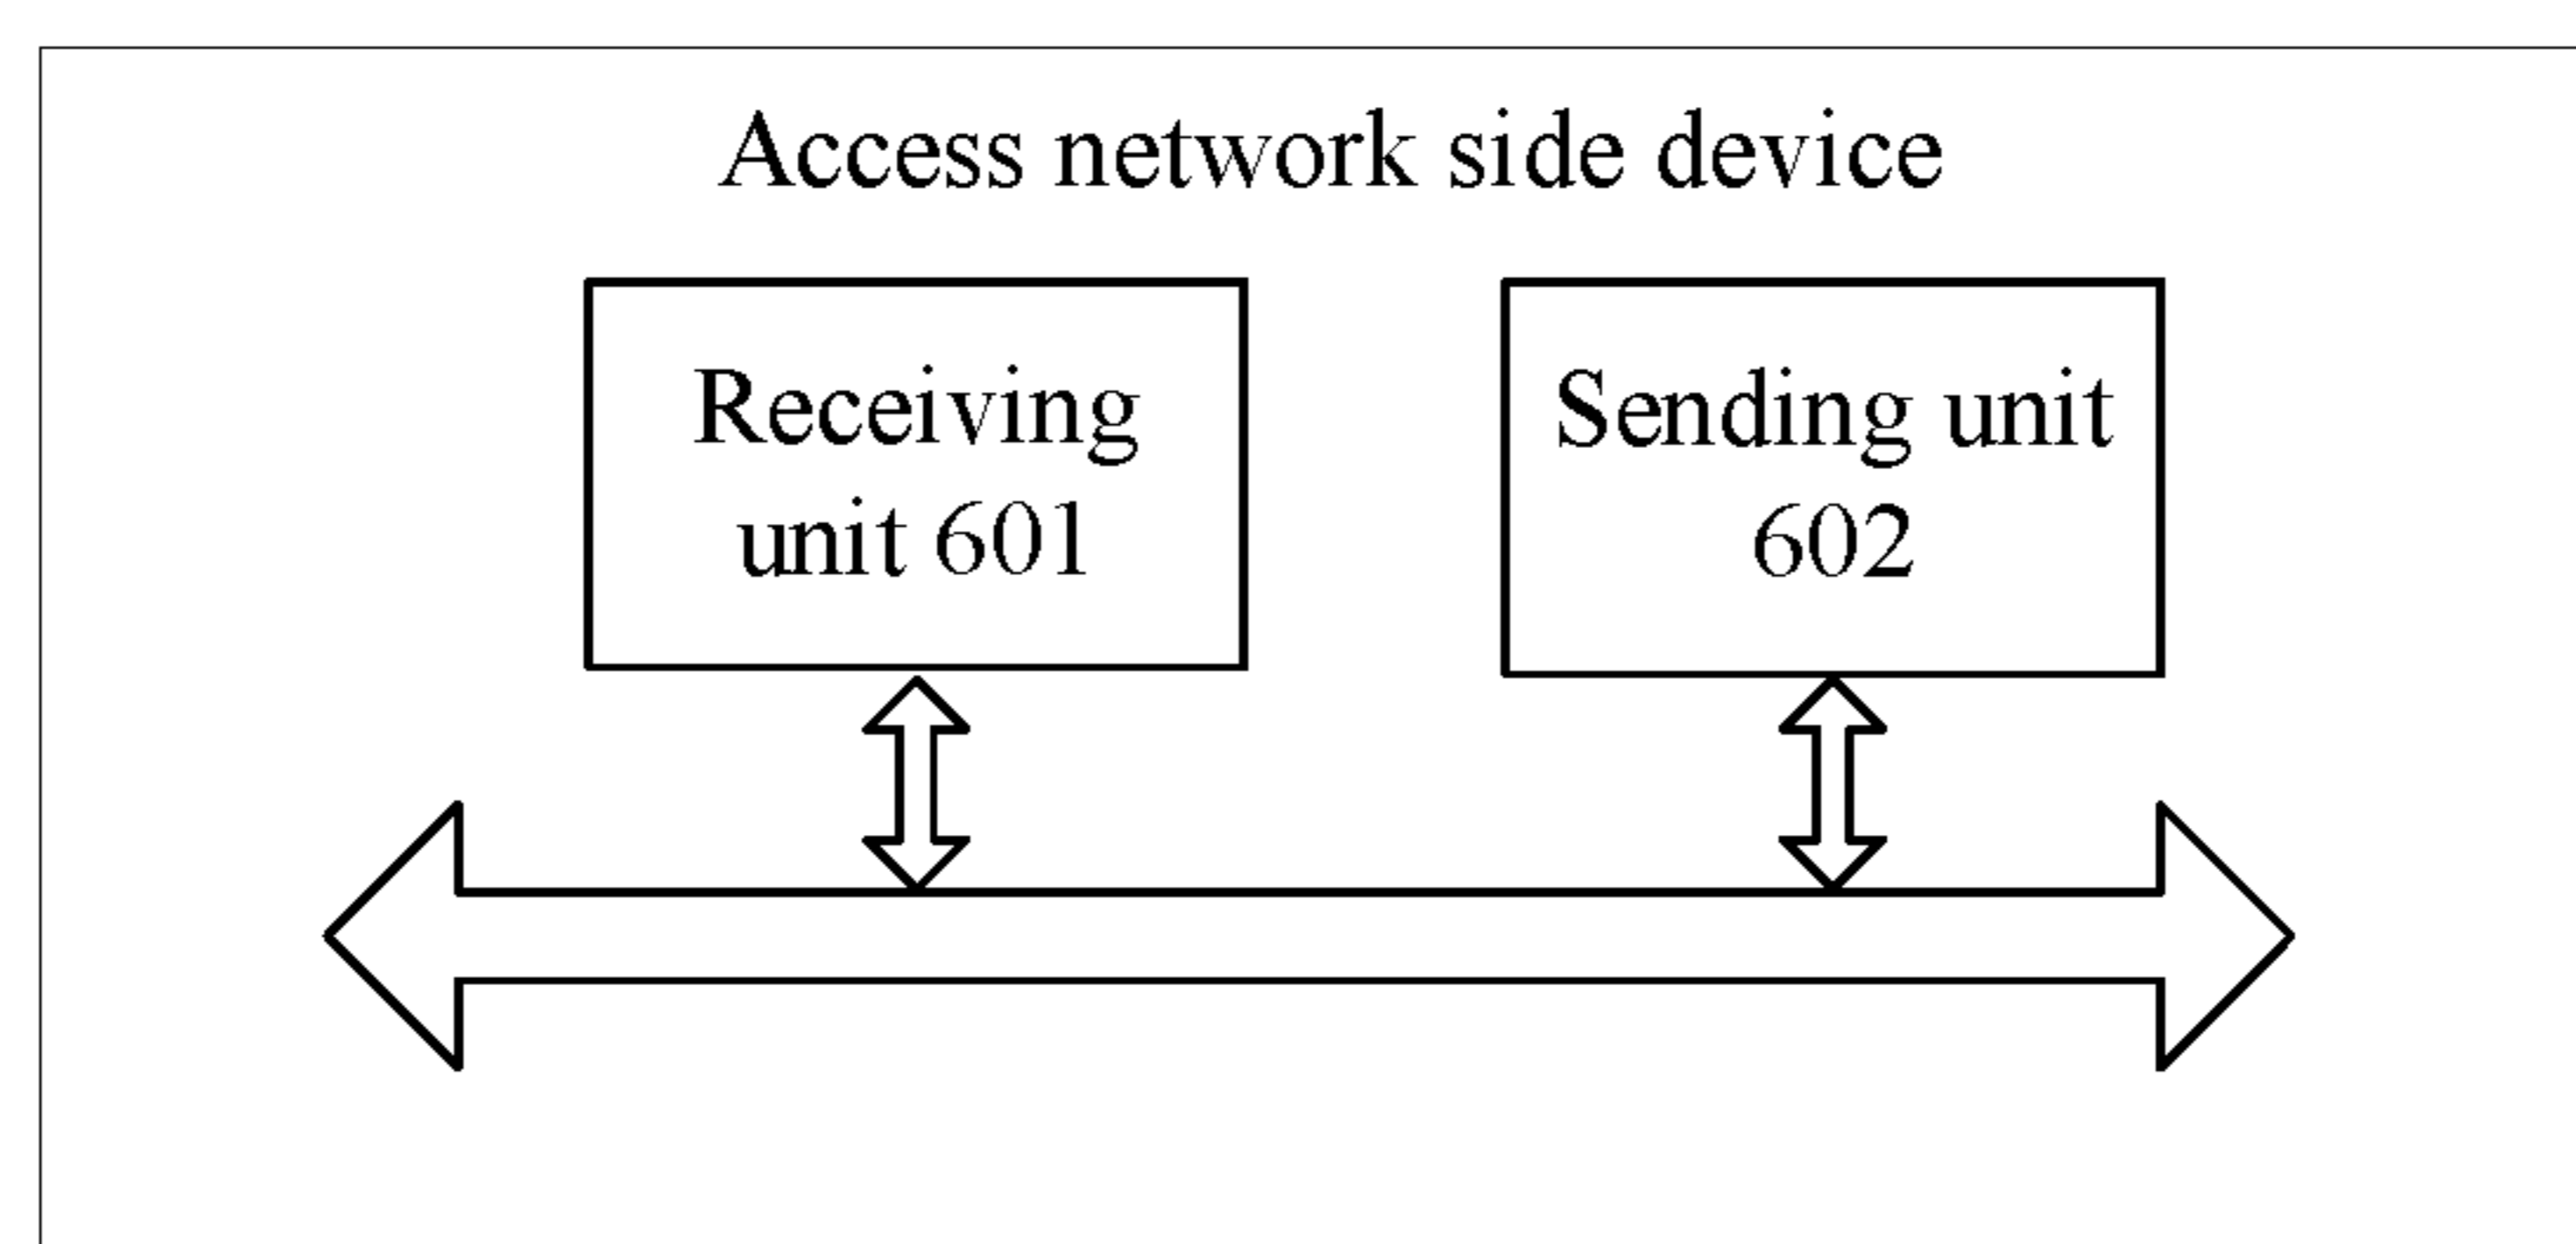 Access network side device
Receiving
unit 601
Sending unit
602